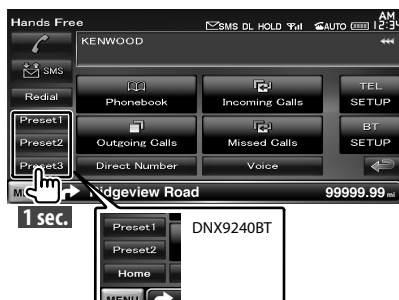 Hands Free SMS DL HOLD AUTO AM 12:34
KENWOOD
SMS
Redial
Phonebook Incoming Calls TEL SETUP
Preset1
Preset2 Outgoing Calls Missed Calls BT SETUP
Preset3 Direct Number Voice
Ridgeview Road 99999.99 mi
1 sec.
Preset1 DNX9240BT
Preset2
Home
MENU